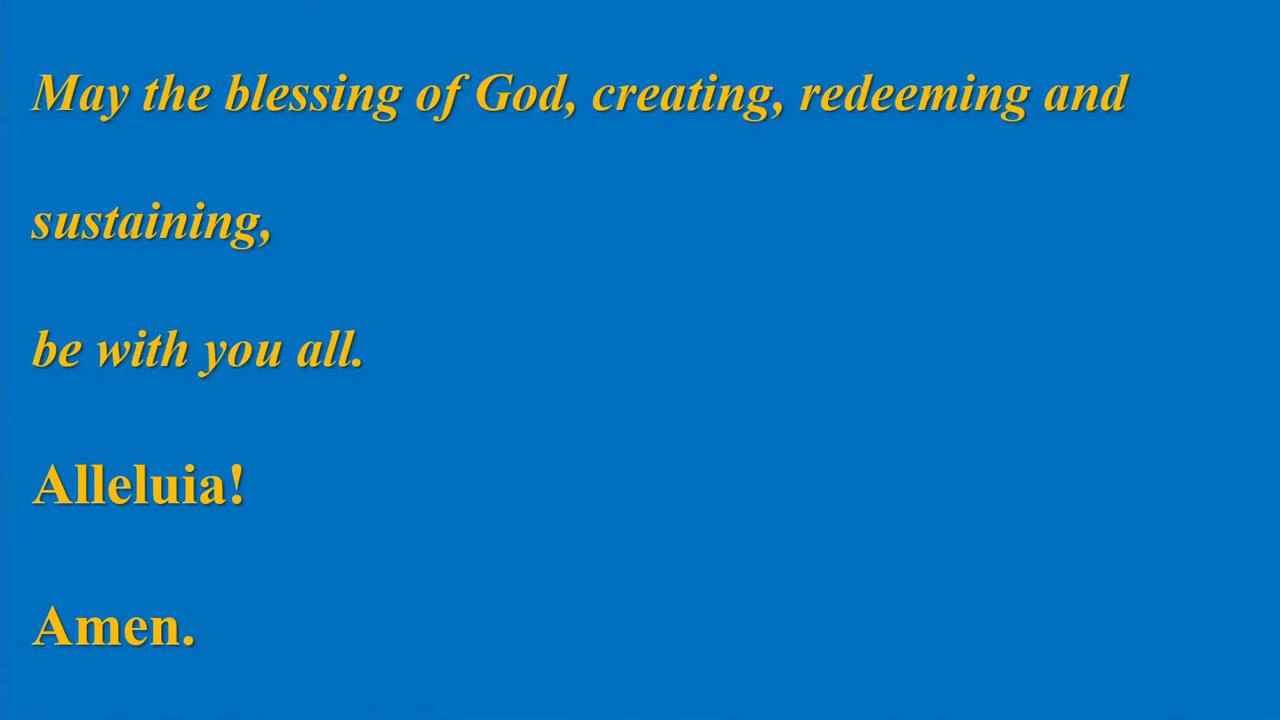 May the blessing of God, creating, redeeming and
sustaining,
be with you all.
Alleluia!
Amen.